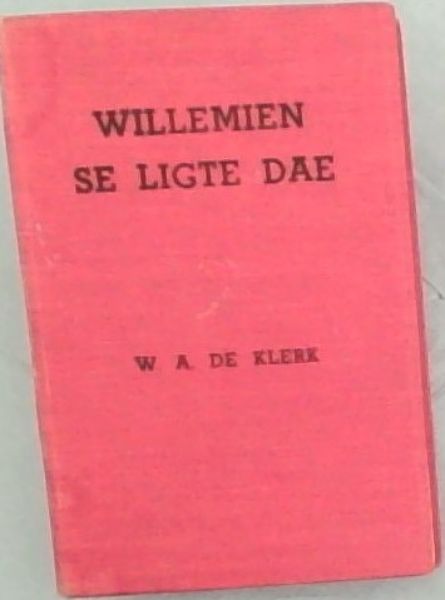 WILLEMIEN
SE LIGTE DAE
W A. DE KLERK